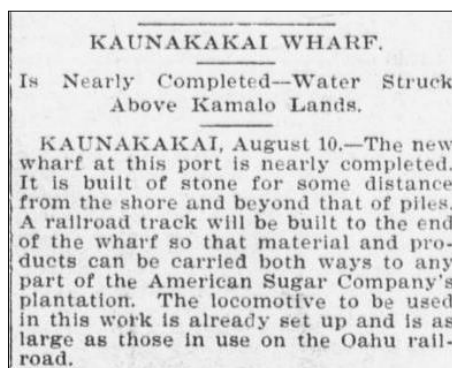 KAUNAKAKAI WHARF.
Is Nearly Completed—Water Struck
Above Kamalo Lands.
KAUNAKAKAI, August 10.—The new
wharf at this port is nearly completed.
It is built of stone for some distance
from the shore and beyond that of piles.
A railroad track will be built to the end
of the wharf so that material and pro-
ducts can be carried both ways to any
part of the American Sugar Company's
plantation. The locomotive to be used
in this work is already set up and is as
large as those in use on the Oahu rail-
road.